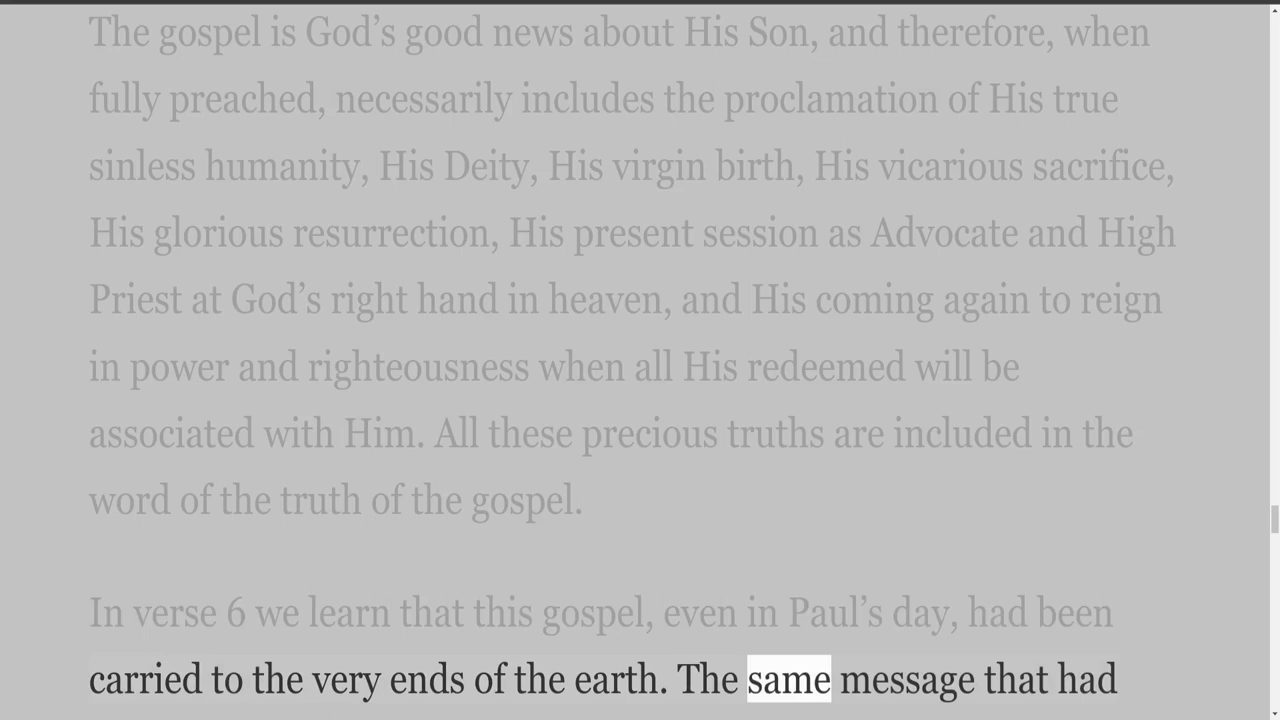 The gospel is God’s good news about His Son, and therefore, when
fully preached, necessarily includes the proclamation of His true
sinless humanity, His Deity, His virgin birth, His vicarious sacrifice,
His glorious resurrection, His present session as Advocate and High
Priest at God’s right hand in heaven, and His coming again to reign
in power and righteousness when all His redeemed will be
associated with Him. All these precious truths are included in the
word of the truth of the gospel.
In verse 6 we learn that this gospel, even in Paul’s day, had been
carried to the very ends of the earth. The same message that had